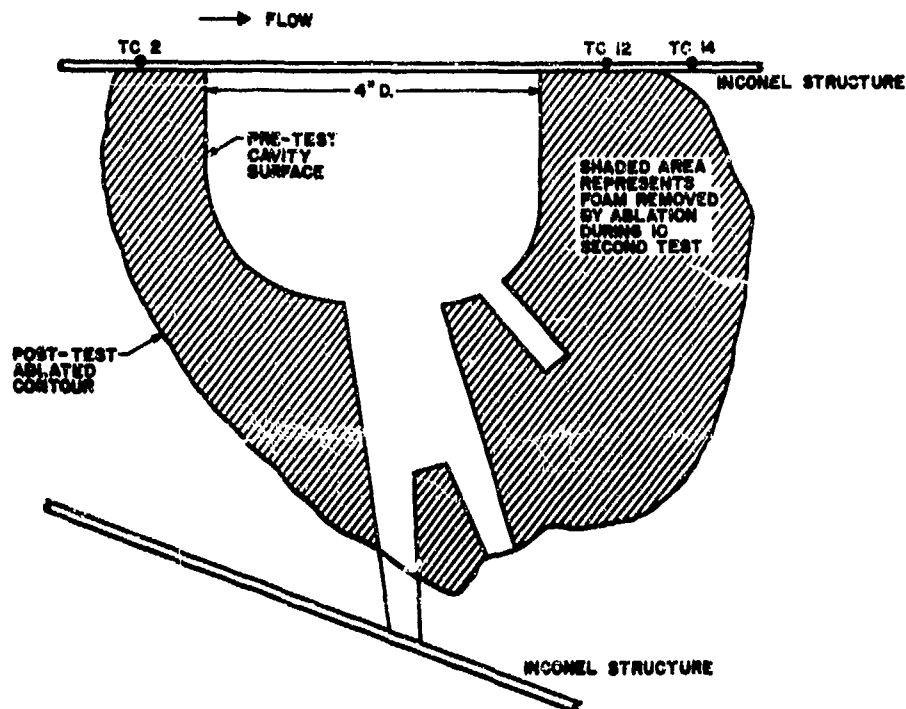 FLOW
TC 2
TC 12
TC 14
INCONEL STRUCTURE
4" D.
PRE-TEST
CAVITY
SURFACE
SHADED AREA
REPRESENTS
FOAM REMOVED
BY ABLATION
DURING 10
SECOND TEST
POST-TEST
ABLATED
CONTOUR
INCONEL STRUCTURE